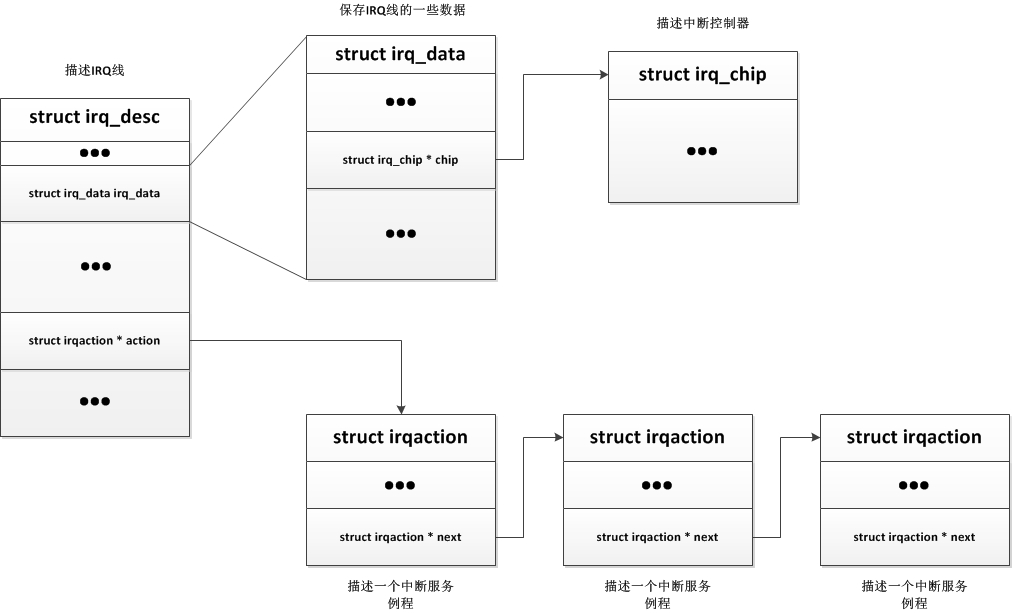 描述IRQ线
struct irq_desc
•••
struct irq_data irq_data
•••
struct irqaction * action
•••
保存IRQ线的一些数据
struct irq_data
•••
struct irq_chip * chip
•••
描述中断控制器
struct irq_chip
•••
struct irqaction
•••
struct irqaction * next
描述一个中断服务
例程
struct irqaction
•••
struct irqaction * next
描述一个中断服务
例程
struct irqaction
•••
struct irqaction * next
描述一个中断服务
例程